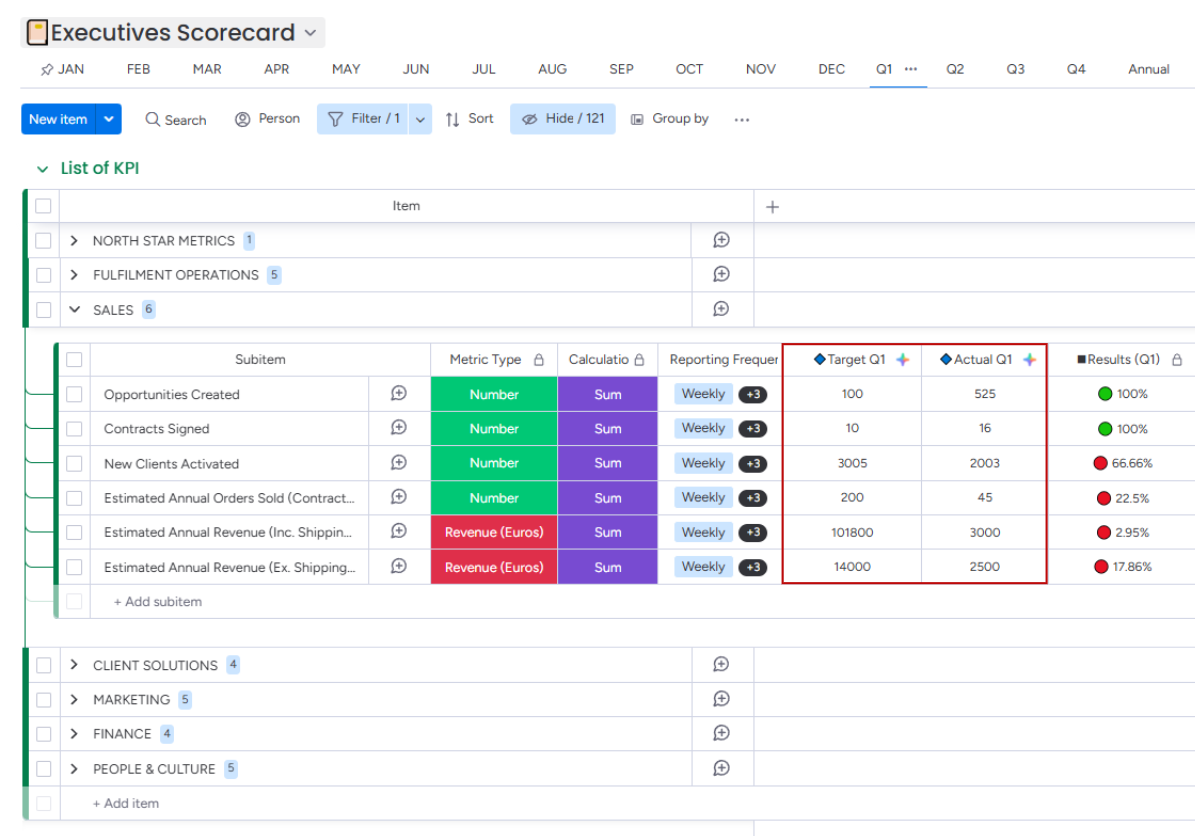 Executives Scorecard
JAN FEB MAR APR MAY JUN JUL AUG SEP OCT NOV DEC Q1 ••• Q2 Q3 Q4 Annual
New item Search Person Filter / 1 Sort Hide / 121 Group by •••
List of KPI
Item +
NORTH STAR METRICS 1
FULFILMENT OPERATIONS 5
SALES 6
Subitem Metric Type Calculatio Reporting Frequer Target Q1 Actual Q1 Results (Q1)
Opportunities Created Number Sum Weekly +3 100 525 100%
Contracts Signed Number Sum Weekly +3 10 16 100%
New Clients Activated Number Sum Weekly +3 3005 2003 66.66%
Estimated Annual Orders Sold (Contract... Number Sum Weekly +3 200 45 22.5%
Estimated Annual Revenue (Inc. Shippin... Revenue (Euros) Sum Weekly +3 101800 3000 2.95%
Estimated Annual Revenue (Ex. Shipping... Revenue (Euros) Sum Weekly +3 14000 2500 17.86%
+ Add subitem
CLIENT SOLUTIONS 4
MARKETING 5
FINANCE 4
PEOPLE & CULTURE 5
+ Add item